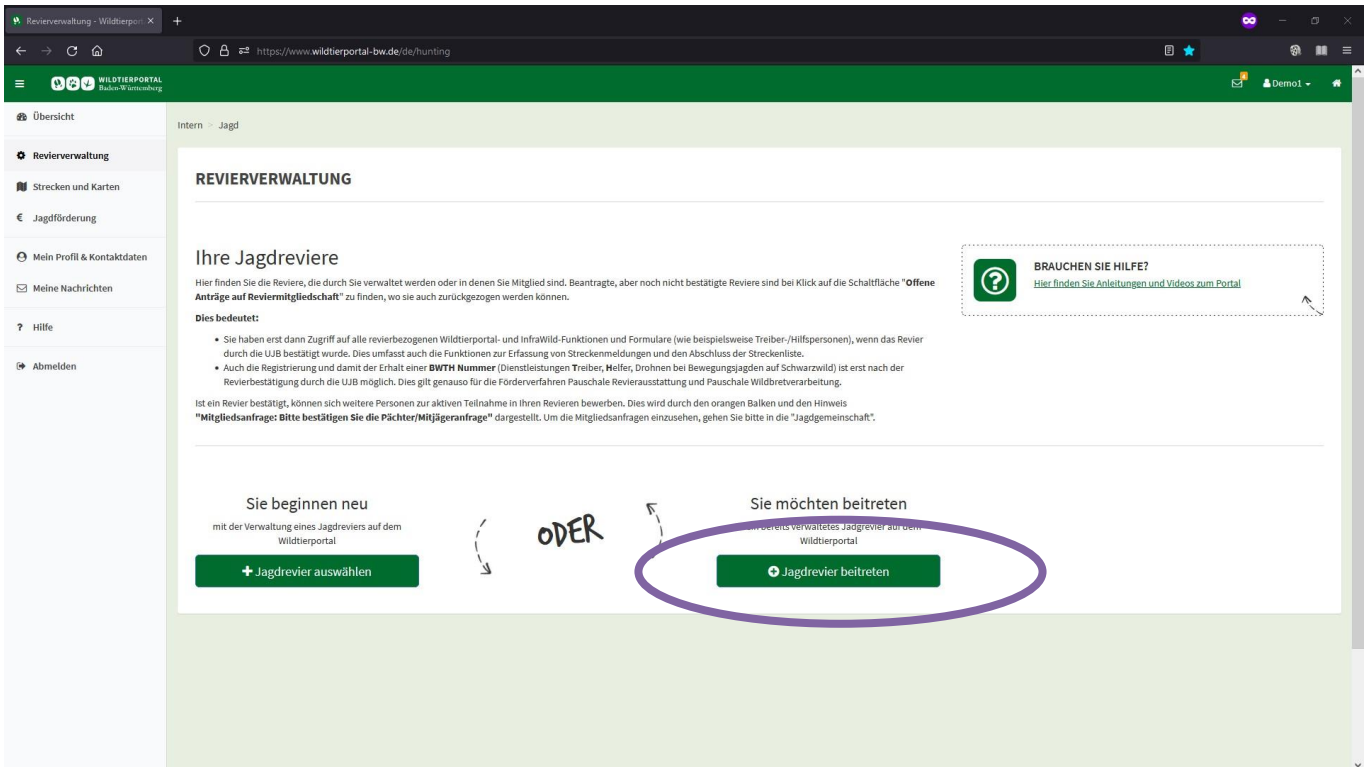 Revierverwaltung - Wildtierport
https://www.wildtierportal-bw.de/de/hunting
WILDTIERPORTAL
Baden-Württemberg
4
Demo1
Übersicht
Revierverwaltung
Strecken und Karten
€ Jagdförderung
Mein Profil & Kontaktdaten
Meine Nachrichten
? Hilfe
Abmelden
Intern > Jagd
REVIERVERWALTUNG
Ihre Jagdreviere
Hier finden Sie die Reviere, die durch Sie verwaltet werden oder in denen Sie Mitglied sind. Beantragte, aber noch nicht bestätigte Reviere sind bei Klick auf die Schaltfläche "Offene
Anträge auf Reviermitgliedschaft" zu finden, wo sie auch zurückgezogen werden können.
Dies bedeutet:
• Sie haben erst dann Zugriff auf alle revierbezogenen Wildtierportal- und InfraWild-Funktionen und Formulare (wie beispielsweise Treiber-/Hilfspersonen), wenn das Revier
durch die UJB bestätigt wurde. Dies umfasst auch die Funktionen zur Erfassung von Streckenmeldungen und den Abschluss der Streckenliste.
• Auch die Registrierung und damit der Erhalt einer BWTH Nummer (Dienstleistungen Treiber, Helfer, Drohnen bei Bewegungsjagden auf Schwarzwild) ist erst nach der
Revierbestätigung durch die UJB möglich. Dies gilt genauso für die Förderverfahren Pauschale Revierausstattung und Pauschale Wildbretverarbeitung.
Ist ein Revier bestätigt, können sich weitere Personen zur aktiven Teilnahme in Ihren Revieren bewerben. Dies wird durch den orangen Balken und den Hinweis
"Mitgliedsanfrage: Bitte bestätigen Sie die Pächter/Mitjägeranfrage" dargestellt. Um die Mitgliedsanfragen einzusehen, gehen Sie bitte in die "Jagdgemeinschaft".
BRAUCHEN SIE HILFE?
Hier finden Sie Anleitungen und Videos zum Portal
Sie beginnen neu
mit der Verwaltung eines Jagdreviers auf dem
Wildtierportal
+ Jagdrevier auswählen
ODER
Sie möchten beitreten
ein bereits verwaltetes Jadgrevier auf dem
Wildtierportal
Jagdrevier beitreten